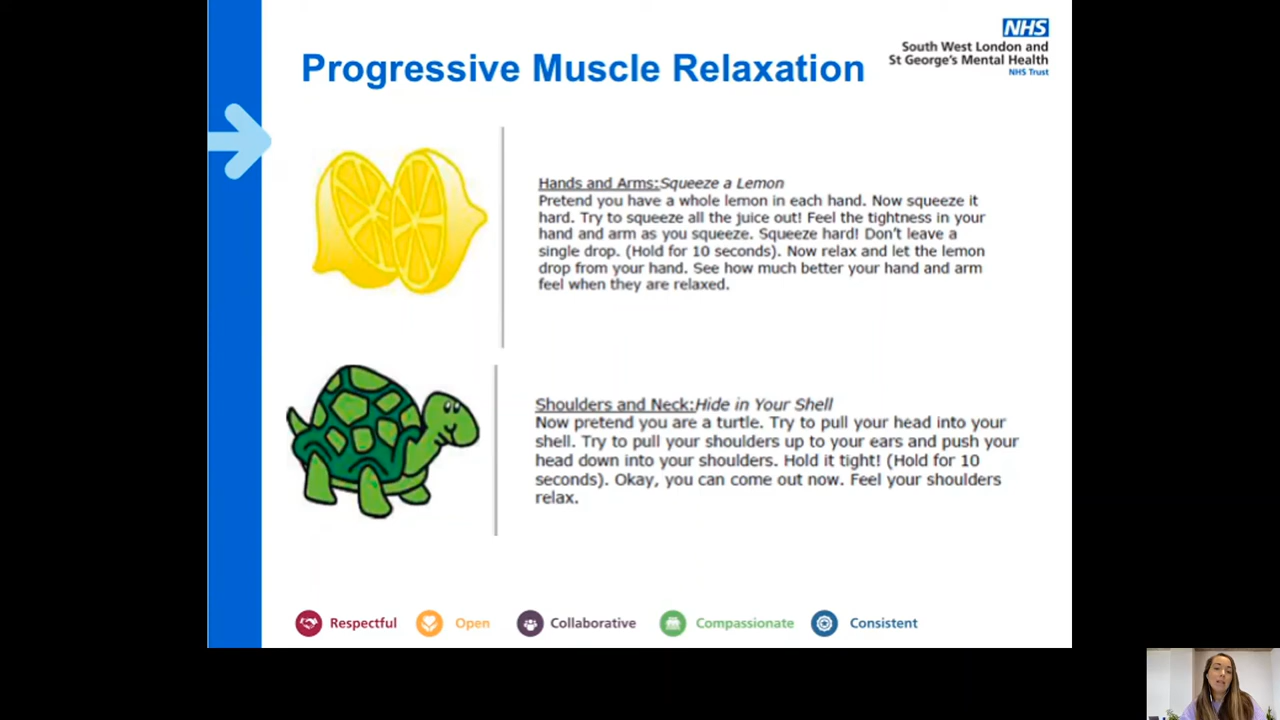 Progressive Muscle Relaxation
NHS
South West London and
St George's Mental Health
NHS Trust
Hands and Arms:Squeeze a Lemon
Pretend you have a whole lemon in each hand. Now squeeze it
hard. Try to squeeze all the juice out! Feel the tightness in your
hand and arm as you squeeze. Squeeze hard! Don't leave a
single drop. (Hold for 10 seconds). Now relax and let the lemon
drop from your hand. See how much better your hand and arm
feel when they are relaxed.
Shoulders and Neck:Hide in Your Shell
Now pretend you are a turtle. Try to pull your head into your
shell. Try to pull your shoulders up to your ears and push your
head down into your shoulders. Hold it tight! (Hold for 10
seconds). Okay, you can come out now. Feel your shoulders
relax.
Respectful Open Collaborative Compassionate Consistent